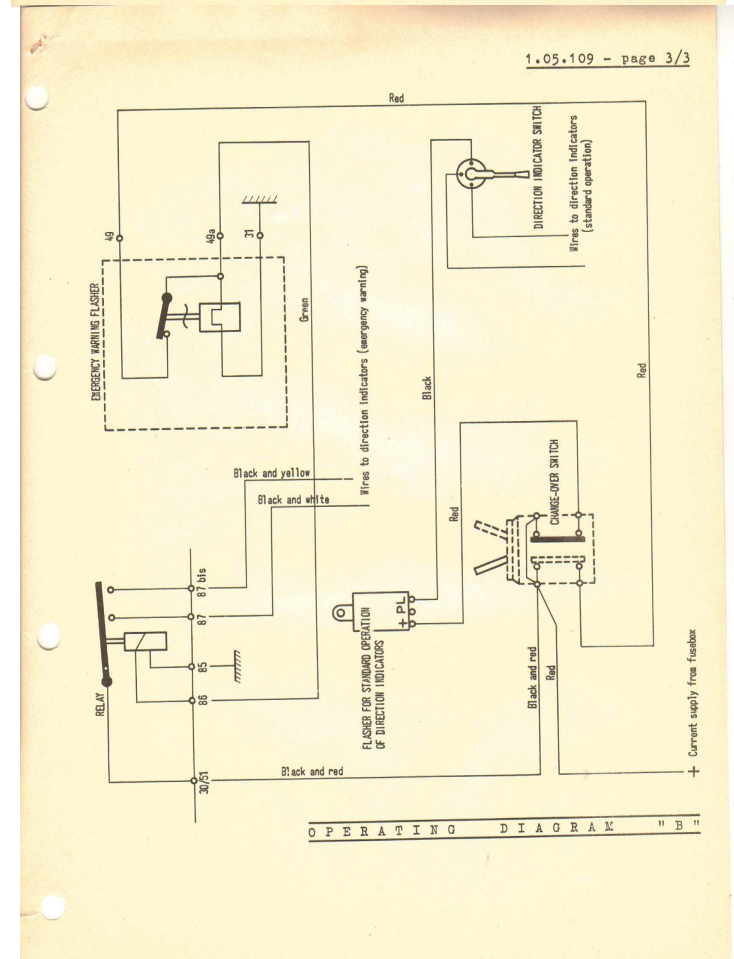 1.05.109 - page 3/3
Red
DIRECTION INDICATOR SWITCH
Wires to direction indicators
(standard operation)
49
49a
31
EMERGENCY WARNING FLASHER
Green
Wires to direction indicators (emergency warning)
Black
Red
Black and yellow
Black and white
Red
CHANGE-OVER SWITCH
RELAY
87 bis
87
85
86
30/51
+ PL
FLASHER FOR STANDARD OPERATION
OF DIRECTION INDICATORS
Black and red
Red
Black and red
+ Current supply from fusebox
OPERATING DIAGRAM "B"